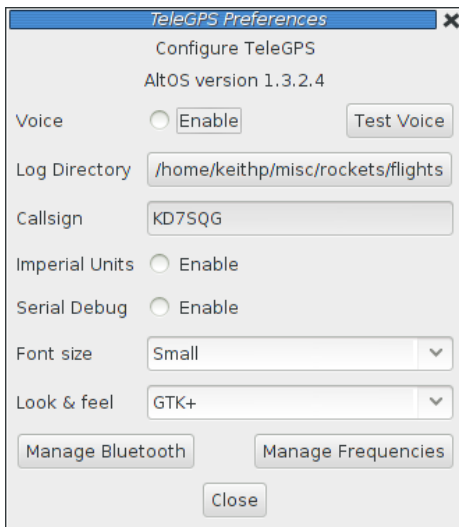 TeleGPS Preferences
Configure TeleGPS
AltOS version 1.3.2.4
Voice Enable Test Voice
Log Directory /home/keithp/misc/rockets/flights
Callsign KD7SQG
Imperial Units Enable
Serial Debug Enable
Font size Small
Look & feel GTK+
Manage Bluetooth Manage Frequencies
Close